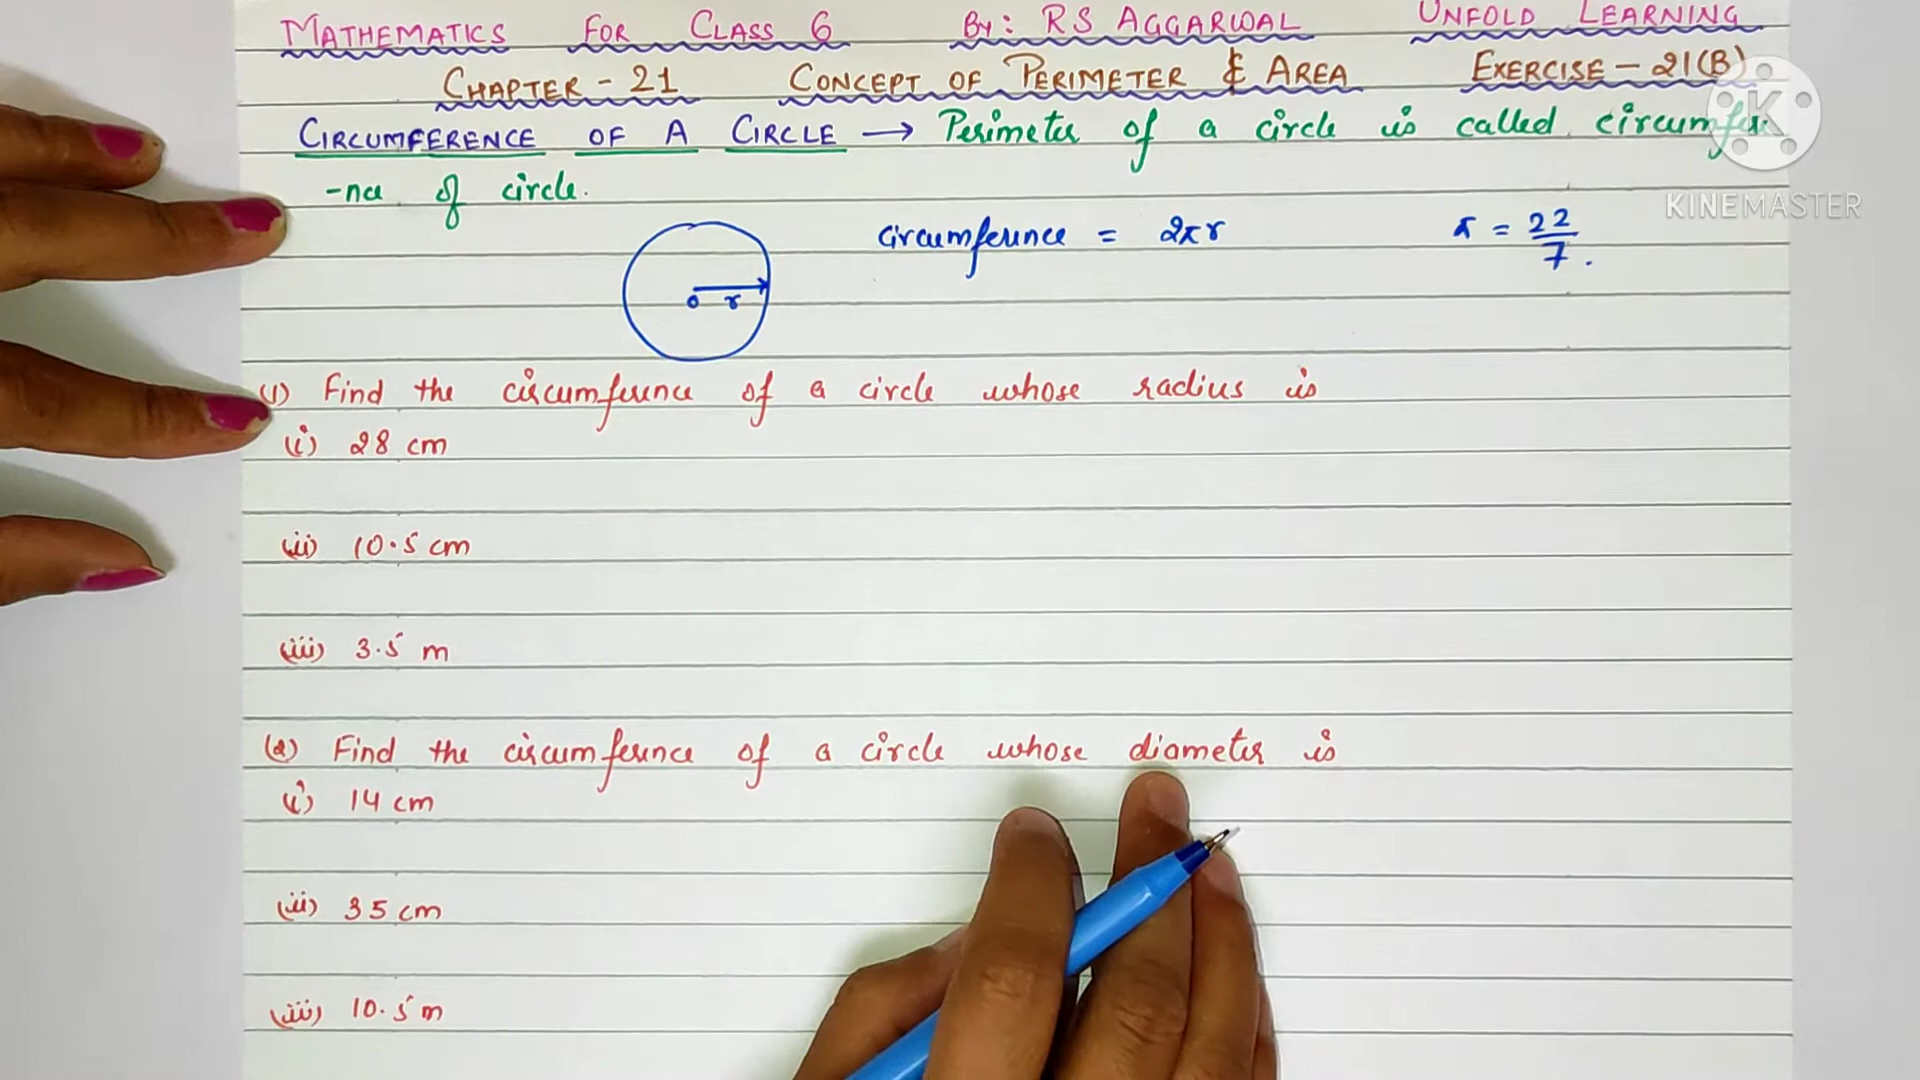 MATHEMATICS FOR CLASS 6 By: RS AGGARWAL UNFOLD LEARNING
CHAPTER - 21 CONCEPT OF PERIMETER & AREA EXERCISE - 21(B)
CIRCUMFERENCE OF A CIRCLE → Perimeter of a circle is called circumfere
-nce of circle.
KINEMASTER
circumference = 2πr π = 22/7.
o r
(1) Find the circumference of a circle whose radius is
(i) 28 cm
(ii) 10.5 cm
(iii) 3.5 m
(2) Find the circumference of a circle whose diameter is
(i) 14 cm
(ii) 35 cm
(iii) 10.5 m